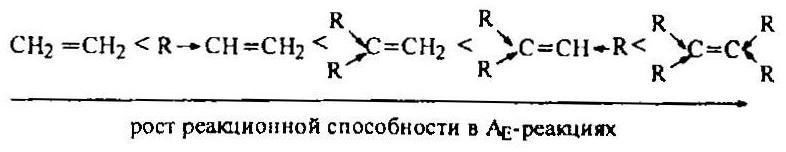 R R R R
CH₂=CH₂ < R→CH=CH₂ < C=CH₂ < C=CH←R < C=C
R R R R
рост реакционной способности в AE-реакциях